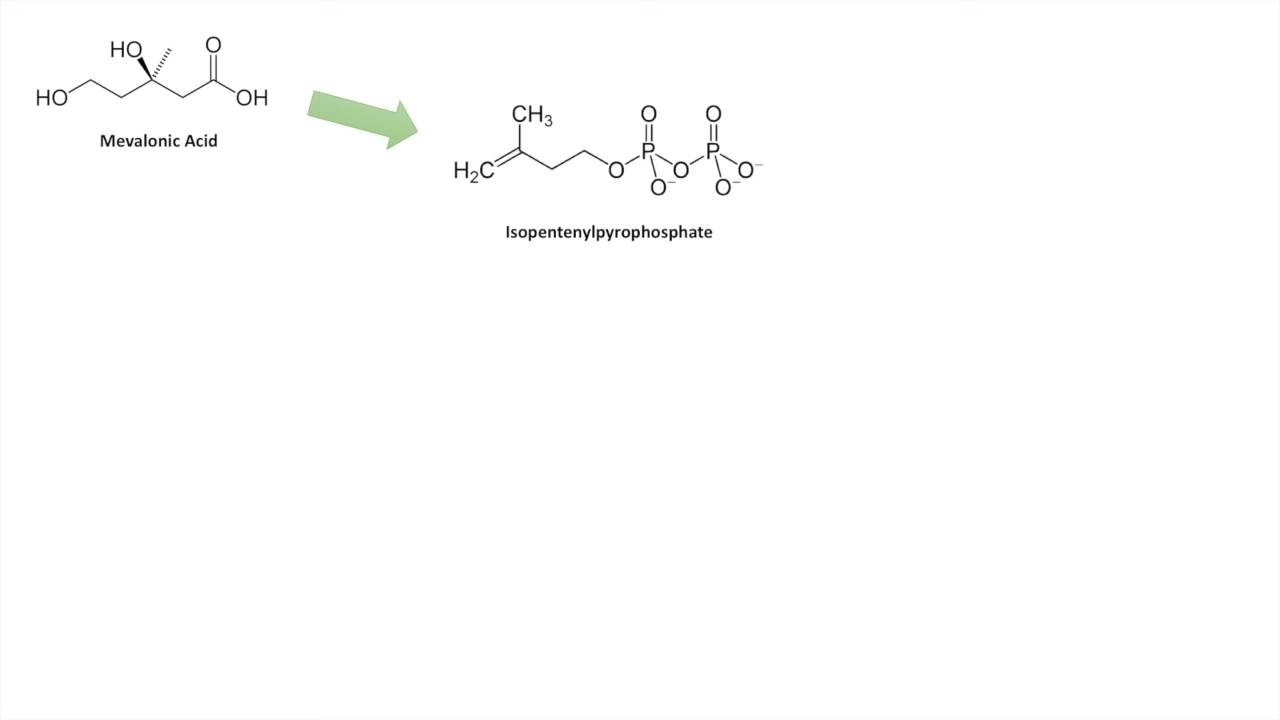 HO
O
HO
OH
Mevalonic Acid
CH₃
O
O
H₂C
O
P
O
P
O⁻
O⁻
O⁻
Isopentenylpyrophosphate